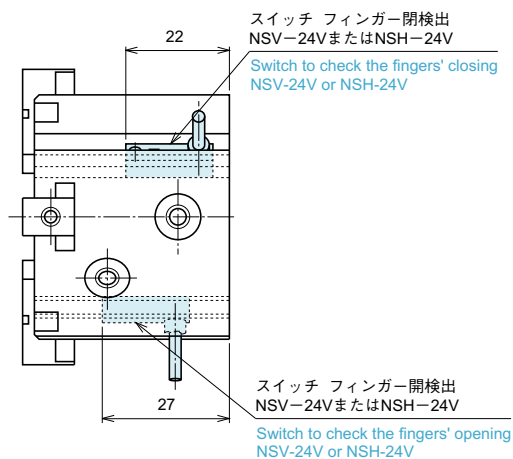 スイッチ フィンガー閉検出
NSV－24VまたはNSH－24V
Switch to check the fingers' closing
NSV-24V or NSH-24V
22
27
スイッチ フィンガー開検出
NSV－24VまたはNSH－24V
Switch to check the fingers' opening
NSV-24V or NSH-24V